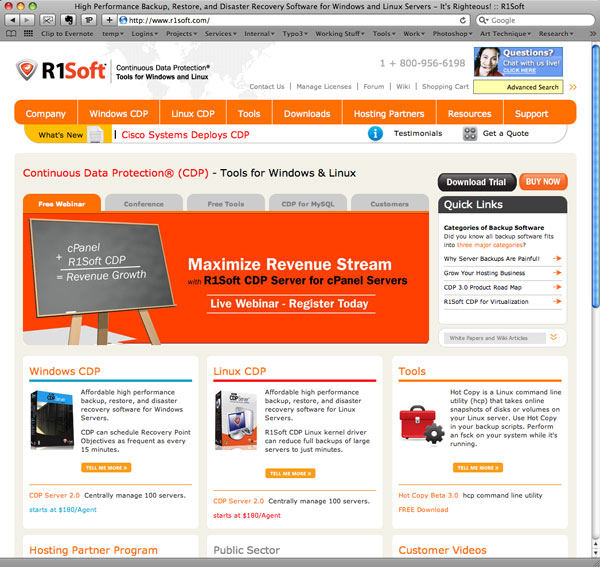 High Performance Backup, Restore, and Disaster Recovery Software for Windows and Linux Servers – It's Righteous! :: R1Soft
http://www.r1soft.com/
Google
Clip to Evernote temp Logins Projects Servers Internal Typo3 Working Stuff Tools Work Photoshop Art Technique Research
R1Soft
Continuous Data Protection®
Tools for Windows and Linux
1 + 800-956-6198
Questions?
Chat with us live!
CLICK HERE
Contact Us | Manage Licenses | Forum | Wiki | Shopping Cart
Advanced Search
Company Windows CDP Linux CDP Tools Downloads Hosting Partners Resources Support
What's New
Cisco Systems Deploys CDP
Testimonials
Get a Quote
Continuous Data Protection® (CDP) - Tools for Windows & Linux
Download Trial
BUY NOW
Free Webinar Conference Free Tools CDP for MySQL Customers
cPanel
+ R1Soft CDP
= Revenue Growth
Maximize Revenue Stream
with R1Soft CDP Server for cPanel Servers
Live Webinar - Register Today
Quick Links
Categories of Backup Software
Did you know all backup software fits
into three major categories?
Why Server Backups Are Painful!
Grow Your Hosting Business
CDP 3.0 Product Road Map
R1Soft CDP for Virtualization
White Papers and Wiki Articles
Windows CDP
Affordable high performance
backup, restore, and disaster
recovery software for Windows
Servers.
CDP can schedule Recovery Point
Objectives as frequent as every
15 minutes.
TELL ME MORE »
CDP Server 2.0 Centrally manage 100 servers.
starts at $180/Agent
Linux CDP
Affordable high performance
backup, restore, and disaster
recovery software for Linux
Servers.
R1Soft CDP Linux kernel driver
can reduce full backups of large
servers to just minutes.
TELL ME MORE »
CDP Server 2.0 Centrally manage 100 servers.
starts at $180/Agent
Tools
Hot Copy is a Linux command line
utility (hcp) that takes online
snapshots of disks or volumes on
your Linux server. Use Hot Copy
in your backup scripts. Perform
an fsck on your system while it's
running.
TELL ME MORE »
Hot Copy Beta 3.0 hcp command line utility
FREE Download
Hosting Partner Program
Public Sector
Customer Videos